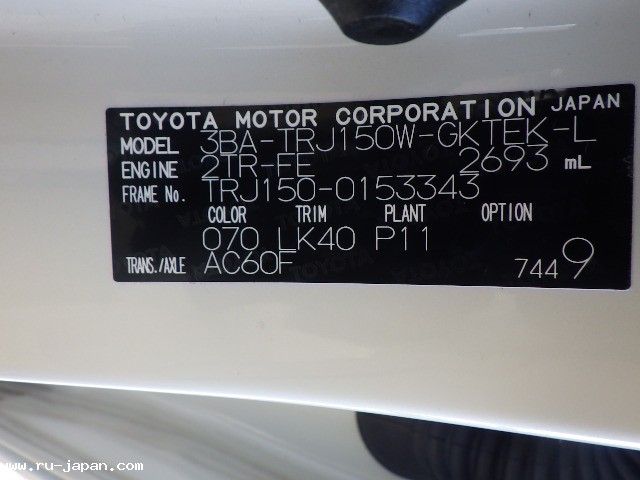 TOYOTA MOTOR CORPORATION JAPAN
MODEL 3BA-TRJ150W-GKTEK-L
ENGINE 2TR-FE 2693 mL
FRAME No. TRJ150-0153343
COLOR TRIM PLANT OPTION
070 LK40 P11
TRANS./AXLE AC60F 744 9
www.ru-japan.com